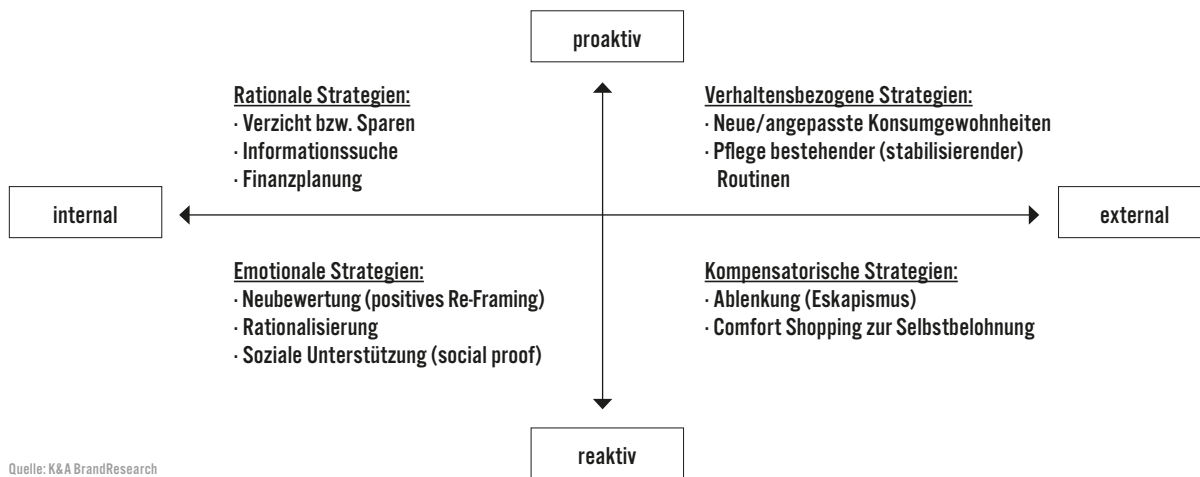 proaktiv
Rationale Strategien:
· Verzicht bzw. Sparen
· Informationssuche
· Finanzplanung
Verhaltensbezogene Strategien:
· Neue/angepasste Konsumgewohnheiten
· Pflege bestehender (stabilisierender)
Routinen
internal
external
Emotionale Strategien:
· Neubewertung (positives Re-Framing)
· Rationalisierung
· Soziale Unterstützung (social proof)
Kompensatorische Strategien:
· Ablenkung (Eskapismus)
· Comfort Shopping zur Selbstbelohnung
reaktiv
Quelle: K&A BrandResearch